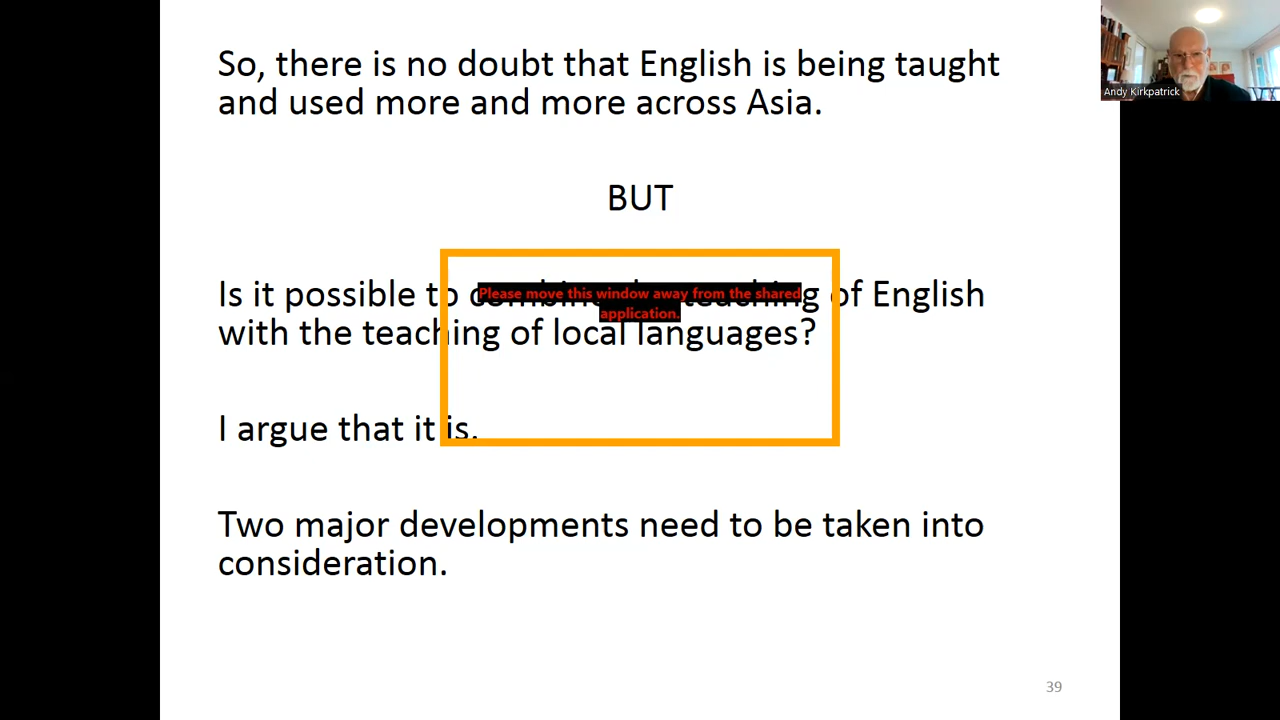 So, there is no doubt that English is being taught
and used more and more across Asia.
BUT
Is it possible to combine the teaching of English
with the teaching of local languages?
I argue that it is.
Two major developments need to be taken into
consideration.
39
Please move this window away from the shared
application.
Andy Kirkpatrick